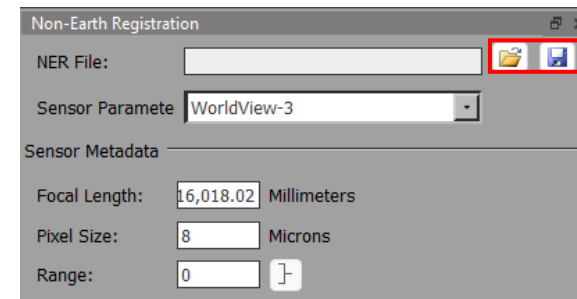 Non-Earth Registration
NER File:
Sensor Paramete WorldView-3
Sensor Metadata
Focal Length: 16,018.02 Millimeters
Pixel Size: 8 Microns
Range: 0